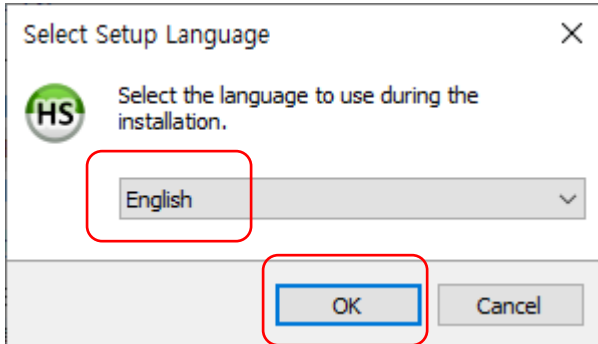 Select Setup Language
HS
Select the language to use during the
installation.
English
OK
Cancel